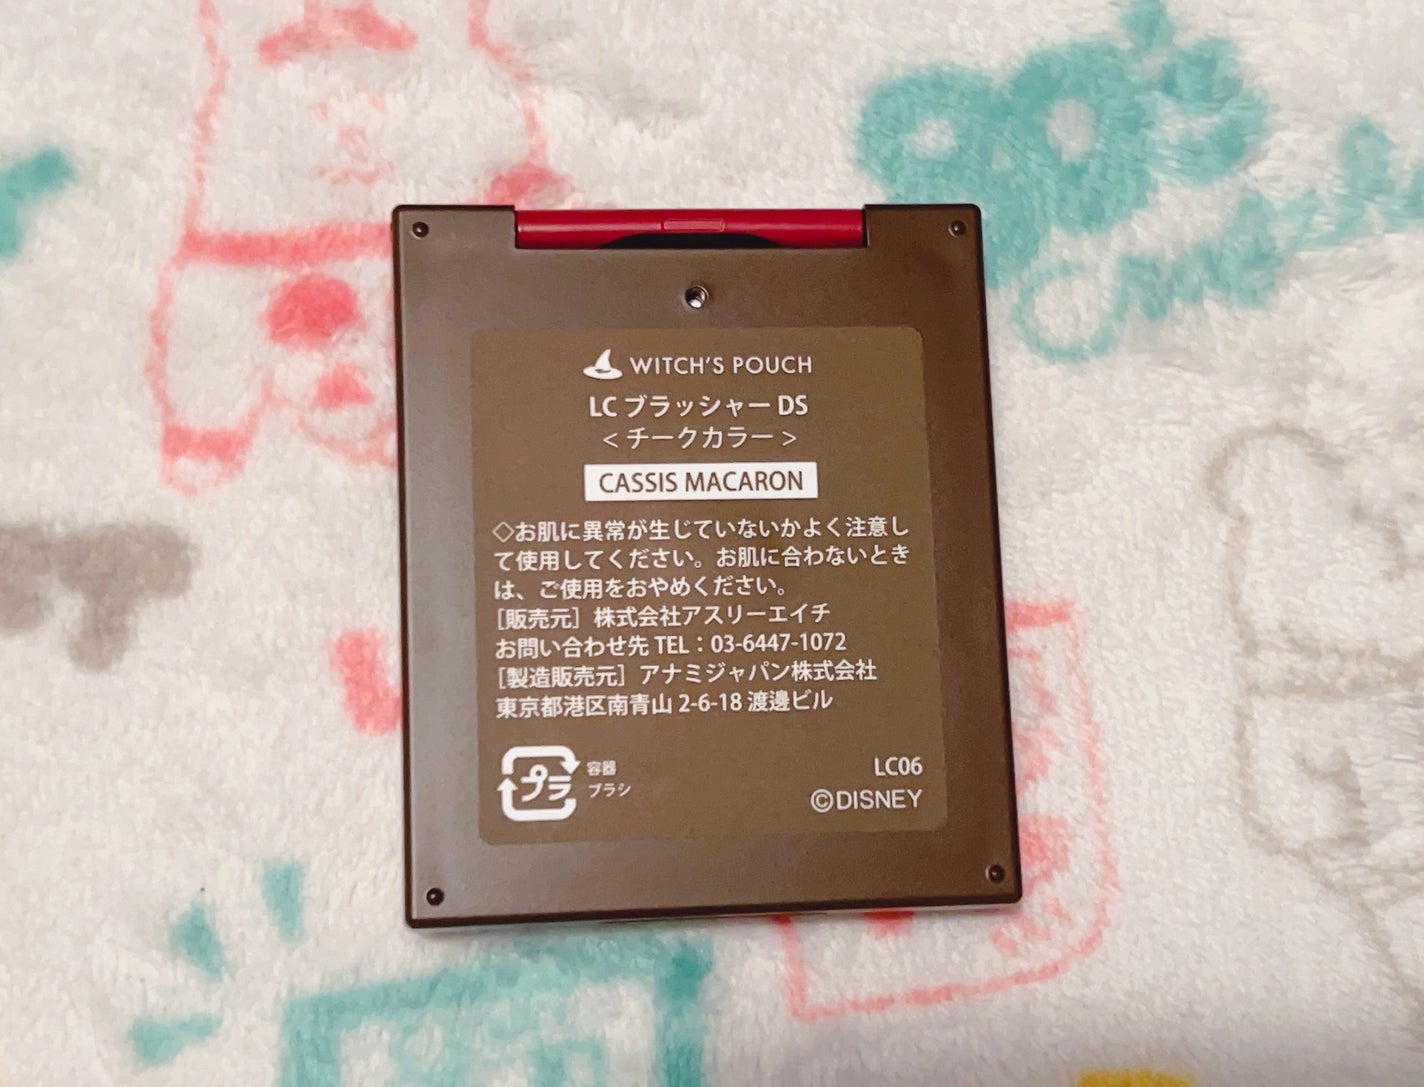 WITCH'S POUCH
LC ブラッシャー DS
＜チークカラー＞
CASSIS MACARON
◇お肌に異常が生じていないかよく注意し
て使用してください。お肌に合わないとき
は、ご使用をおやめください。
［販売元］株式会社アスリーエイチ
お問い合わせ先 TEL：03-6447-1072
［製造販売元］アナミジャパン株式会社
東京都港区南青山 2-6-18 渡邊ビル
プラ
容器
ブラシ
LC06
©DISNEY